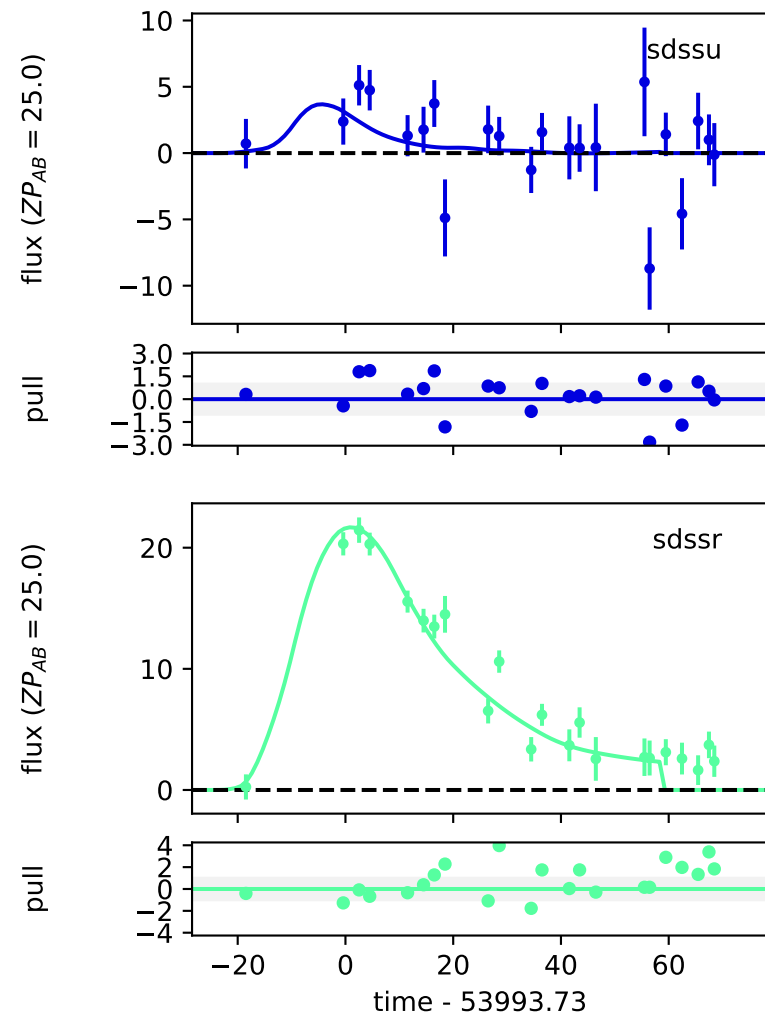 10
5
0
−5
−10
flux (ZP_AB = 25.0)
sdssu
3.0
1.5
0.0
−1.5
−3.0
pull
20
10
0
flux (ZP_AB = 25.0)
sdssr
4
2
0
−2
−4
pull
−20 0 20 40 60
time - 53993.73